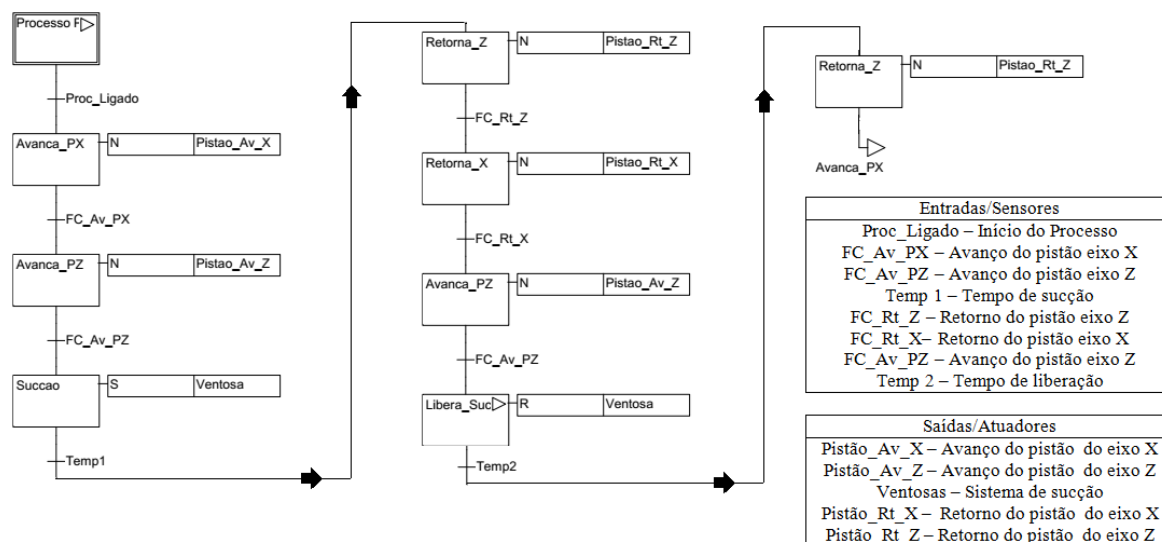 Processo F
Proc_Ligado
Avanca_PX N Pistao_Av_X
FC_Av_PX
Avanca_PZ N Pistao_Av_Z
FC_Av_PZ
Succao S Ventosa
Temp1
Retorna_Z N Pistao_Rt_Z
FC_Rt_Z
Retorna_X N Pistao_Rt_X
FC_Rt_X
Avanca_PZ N Pistao_Av_Z
FC_Av_PZ
Libera_Suc R Ventosa
Temp2
Retorna_Z N Pistao_Rt_Z
Avanca_PX
Entradas/Sensores
Proc_Ligado – Início do Processo
FC_Av_PX – Avanço do pistão eixo X
FC_Av_PZ – Avanço do pistão eixo Z
Temp 1 – Tempo de sucção
FC_Rt_Z – Retorno do pistão eixo Z
FC_Rt_X– Retorno do pistão eixo X
FC_Av_PZ – Avanço do pistão eixo Z
Temp 2 – Tempo de liberação
Saídas/Atuadores
Pistão_Av_X – Avanço do pistão do eixo X
Pistão_Av_Z – Avanço do pistão do eixo Z
Ventosas – Sistema de sucção
Pistão_Rt_X – Retorno do pistão do eixo X
Pistão_Rt_Z – Retorno do pistão do eixo Z